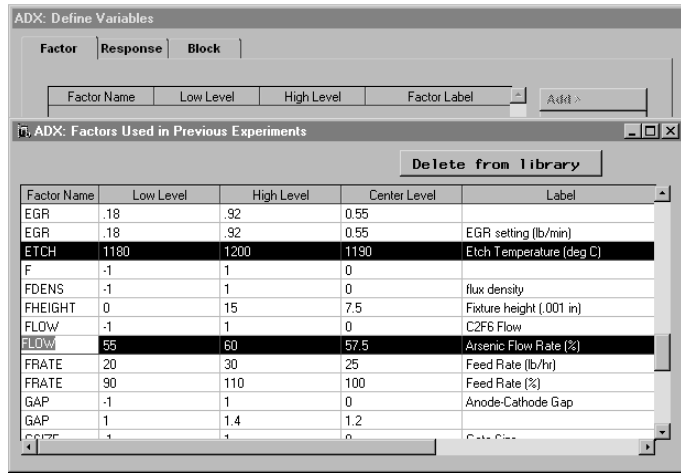 ADX: Define Variables
Factor Response Block
Factor Name Low Level High Level Factor Label Add >
ADX: Factors Used in Previous Experiments
Delete from library
Factor Name Low Level High Level Center Level Label
EGR .18 .92 0.55
EGR .18 .92 0.55 EGR setting (lb/min)
ETCH 1180 1200 1190 Etch Temperature (deg C)
F -1 1 0
FDENS -1 1 0 flux density
FHEIGHT 0 15 7.5 Fixture height (.001 in)
FLOW -1 1 0 C2F6 Flow
FLOW 55 60 57.5 Arsenic Flow Rate (%)
FRATE 20 30 25 Feed Rate (lb/hr)
FRATE 90 110 100 Feed Rate (%)
GAP -1 1 0 Anode-Cathode Gap
GAP 1 1.4 1.2